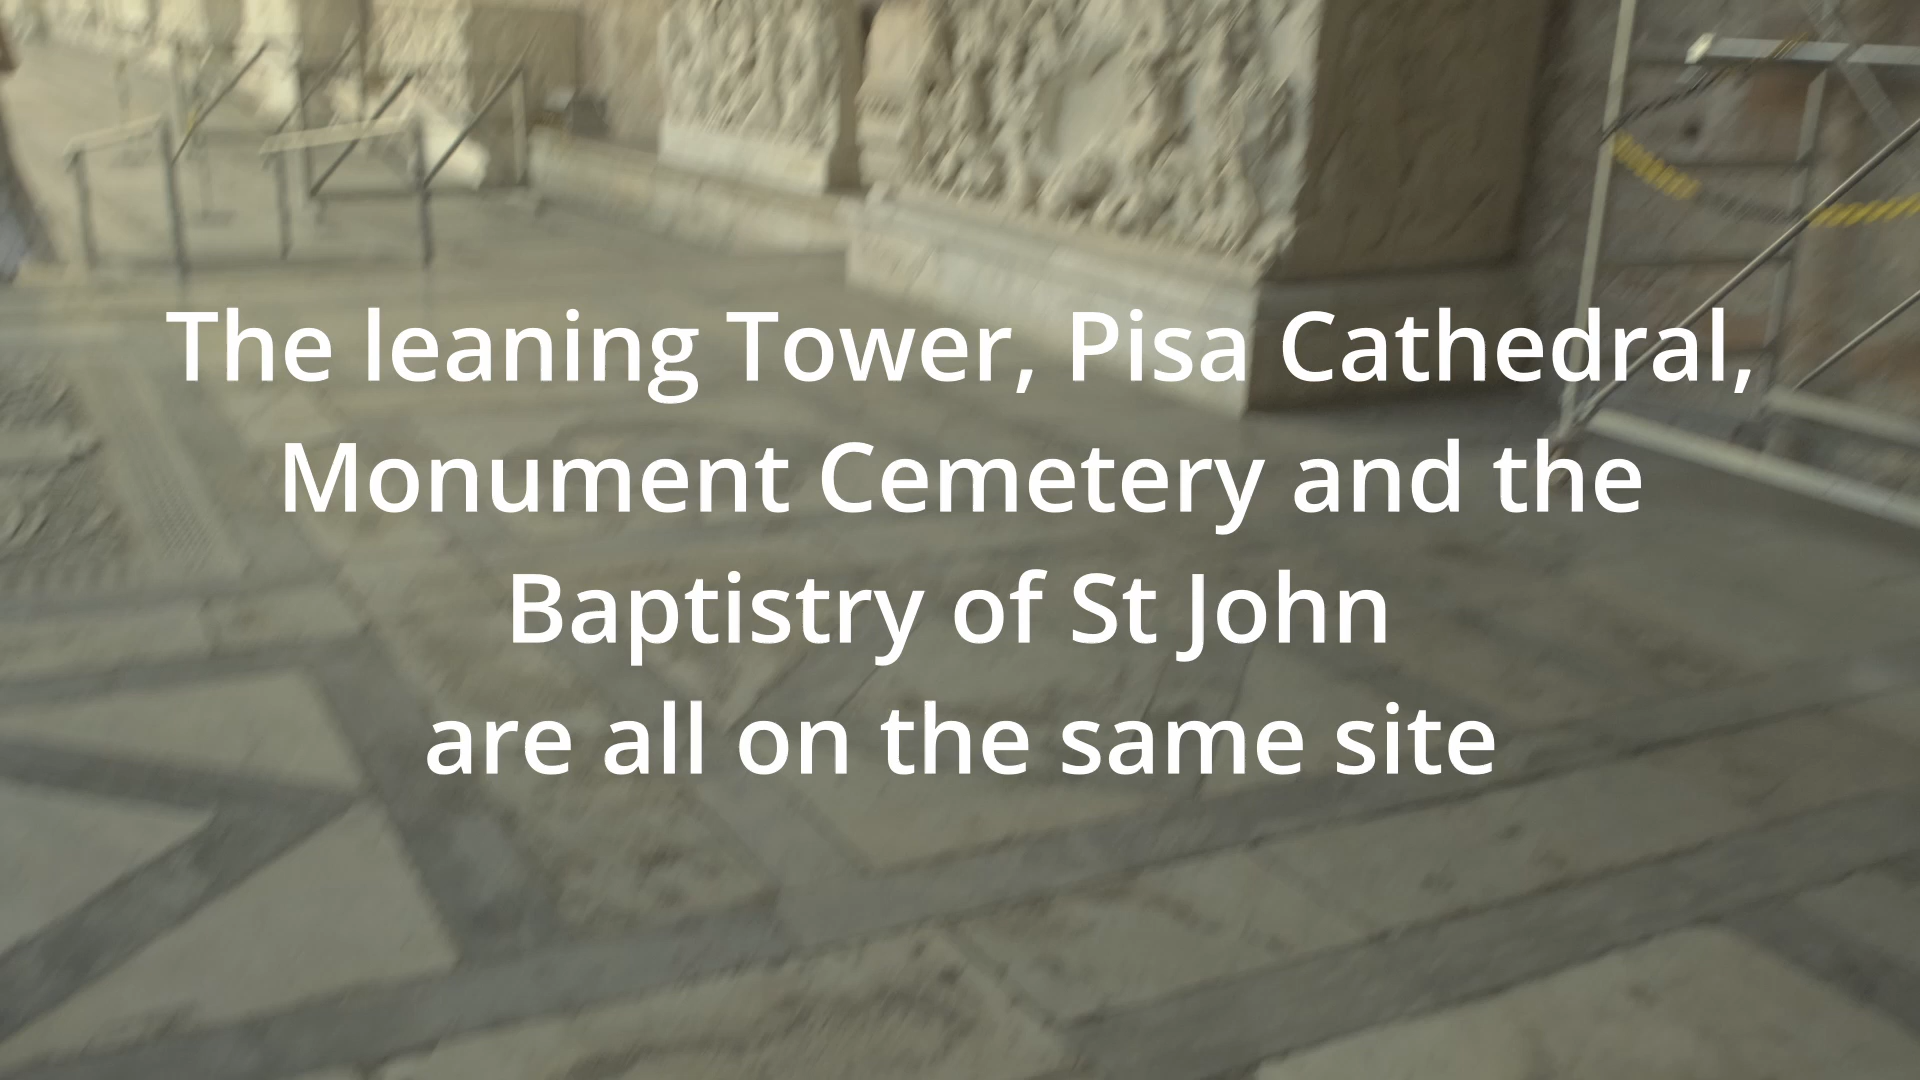 The leaning Tower, Pisa Cathedral,
Monument Cemetery and the
Baptistry of St John
are all on the same site